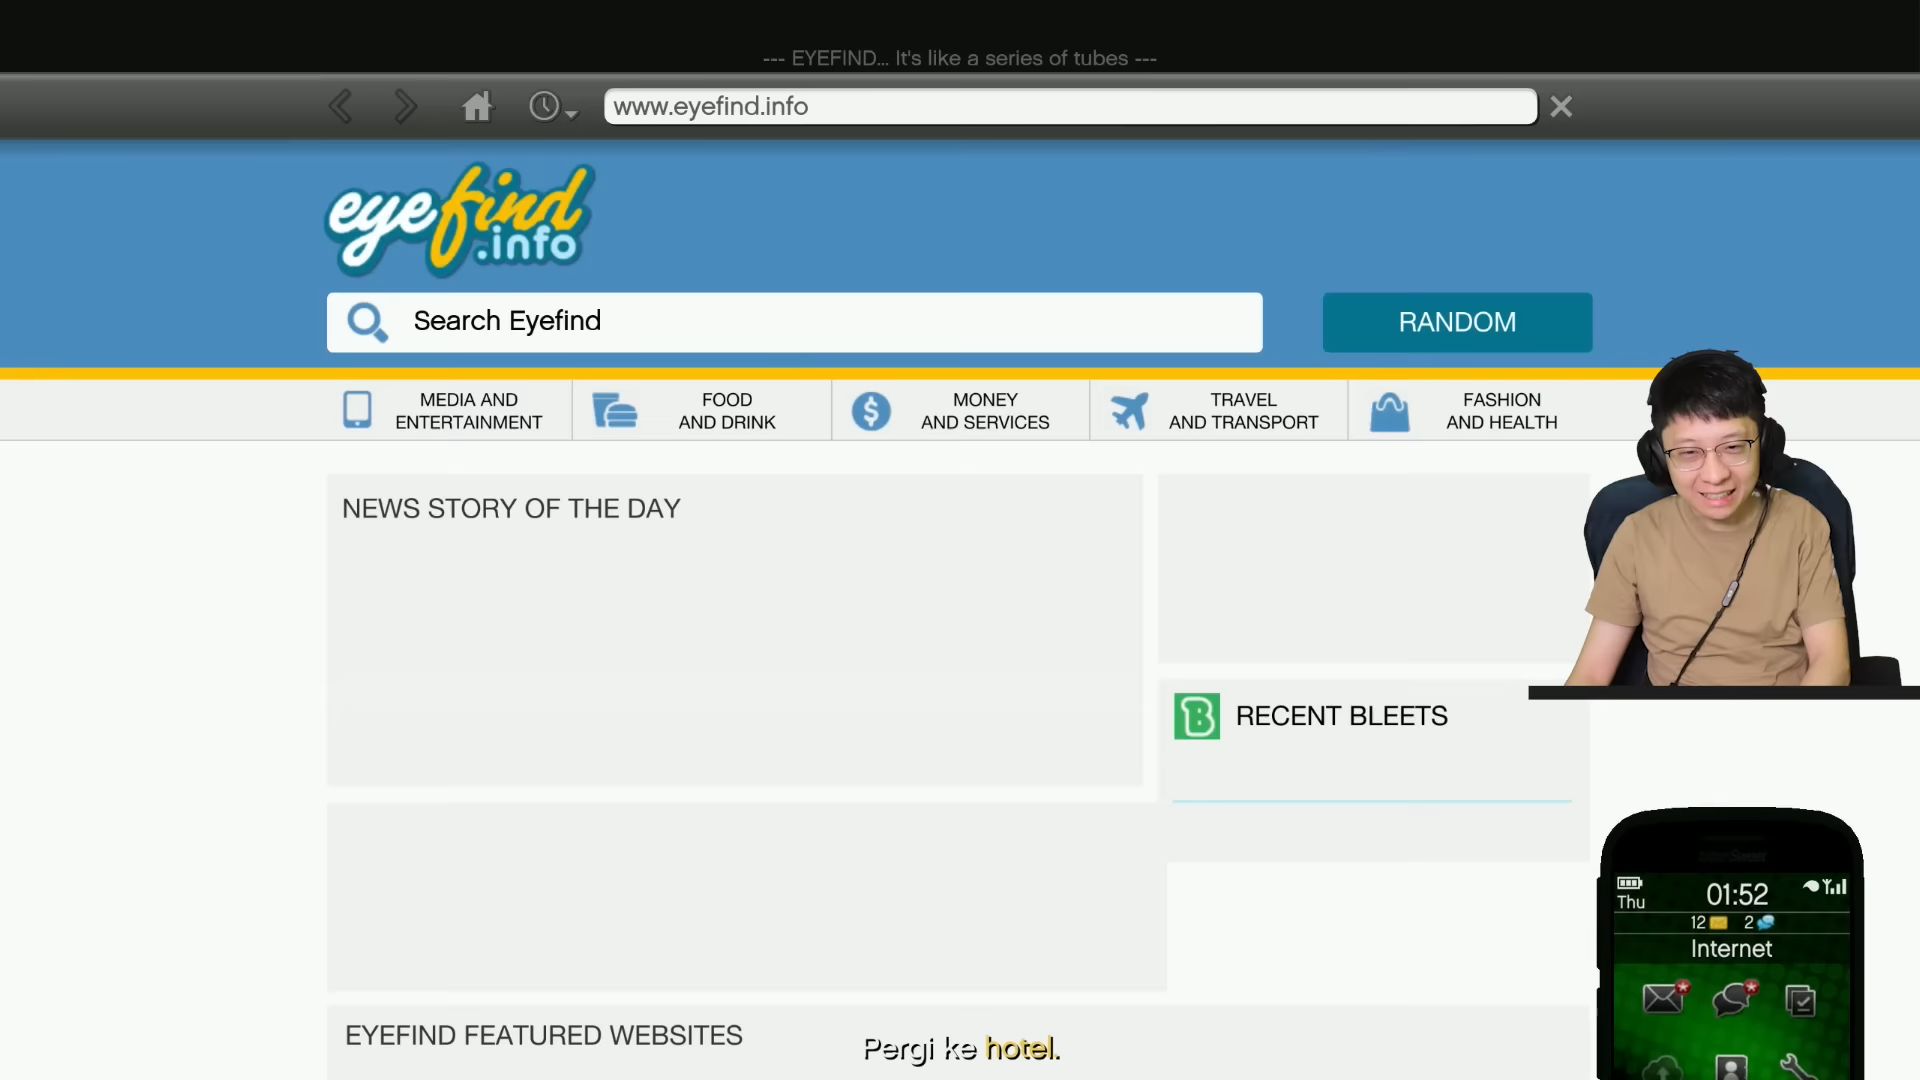 --- EYEFIND... It's like a series of tubes ---
www.eyefind.info
eyefind
.info
Search Eyefind
RANDOM
MEDIA AND
ENTERTAINMENT
FOOD
AND DRINK
MONEY
AND SERVICES
TRAVEL
AND TRANSPORT
FASHION
AND HEALTH
NEWS STORY OF THE DAY
B RECENT BLEETS
EYEFIND FEATURED WEBSITES
Thu
01:52
12 2
Internet
Pergi ke hotel.